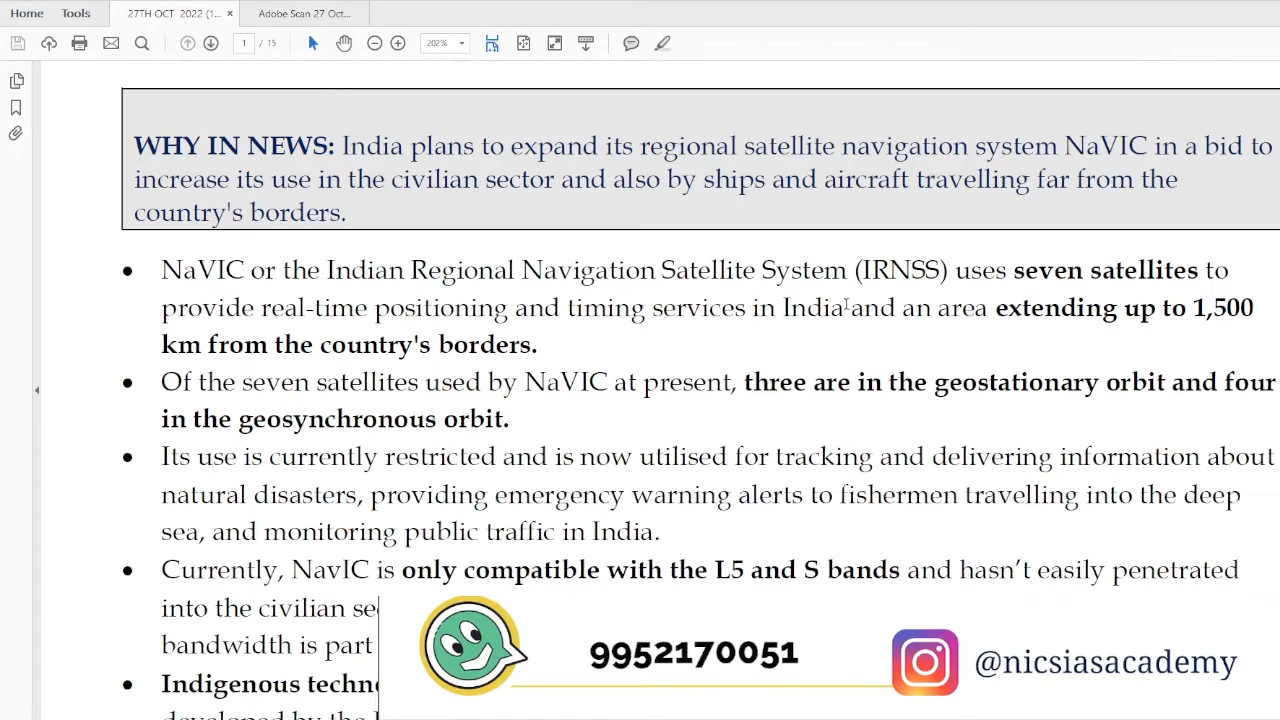 Home Tools 27TH OCT 2022 (1... × Adobe Scan 27 Oct...
1 / 15 202%
WHY IN NEWS: India plans to expand its regional satellite navigation system NaVIC in a bid to
increase its use in the civilian sector and also by ships and aircraft travelling far from the
country's borders.
• NaVIC or the Indian Regional Navigation Satellite System (IRNSS) uses seven satellites to
provide real-time positioning and timing services in India and an area extending up to 1,500
km from the country's borders.
• Of the seven satellites used by NaVIC at present, three are in the geostationary orbit and four
in the geosynchronous orbit.
• Its use is currently restricted and is now utilised for tracking and delivering information about
natural disasters, providing emergency warning alerts to fishermen travelling into the deep
sea, and monitoring public traffic in India.
• Currently, NavIC is only compatible with the L5 and S bands and hasn't easily penetrated
into the civilian se
bandwidth is part
• Indigenous techn
developed by the
9952170051
@nicsiasacademy